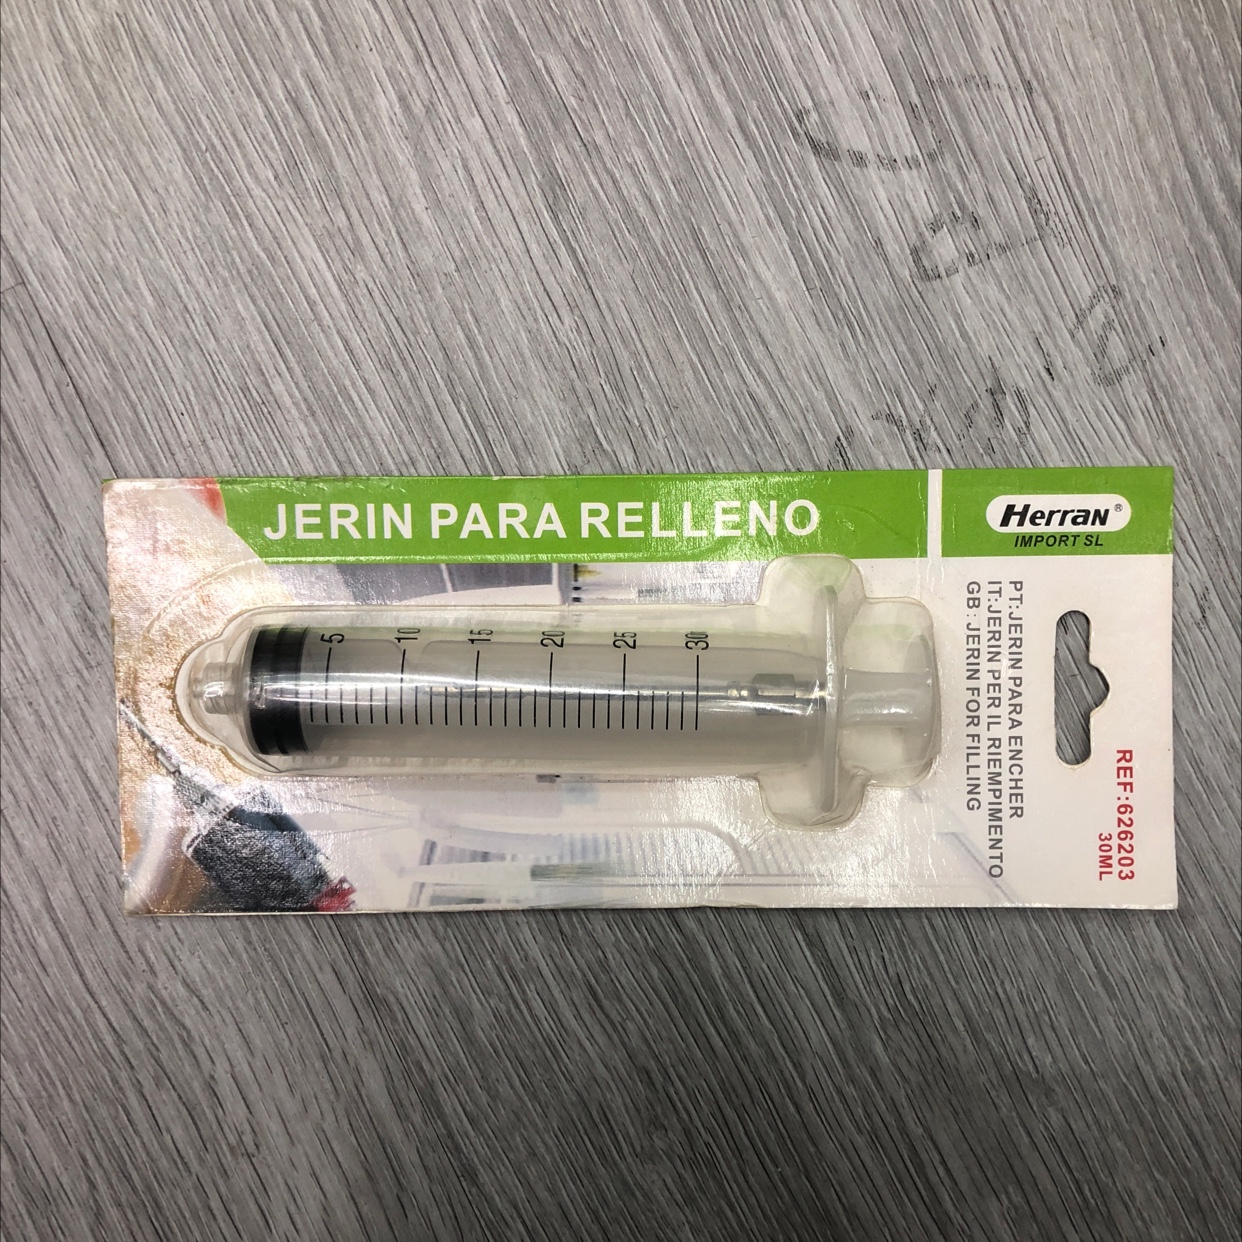 JERIN PARA RELLENO
Herran®
IMPORT SL
PT:JERIN PARA ENCHER
IT:JERIN PER IL RIEMPIMENTO
GB: JERIN FOR FILLING
REF:626203
30ML
5
10
15
20
25
30